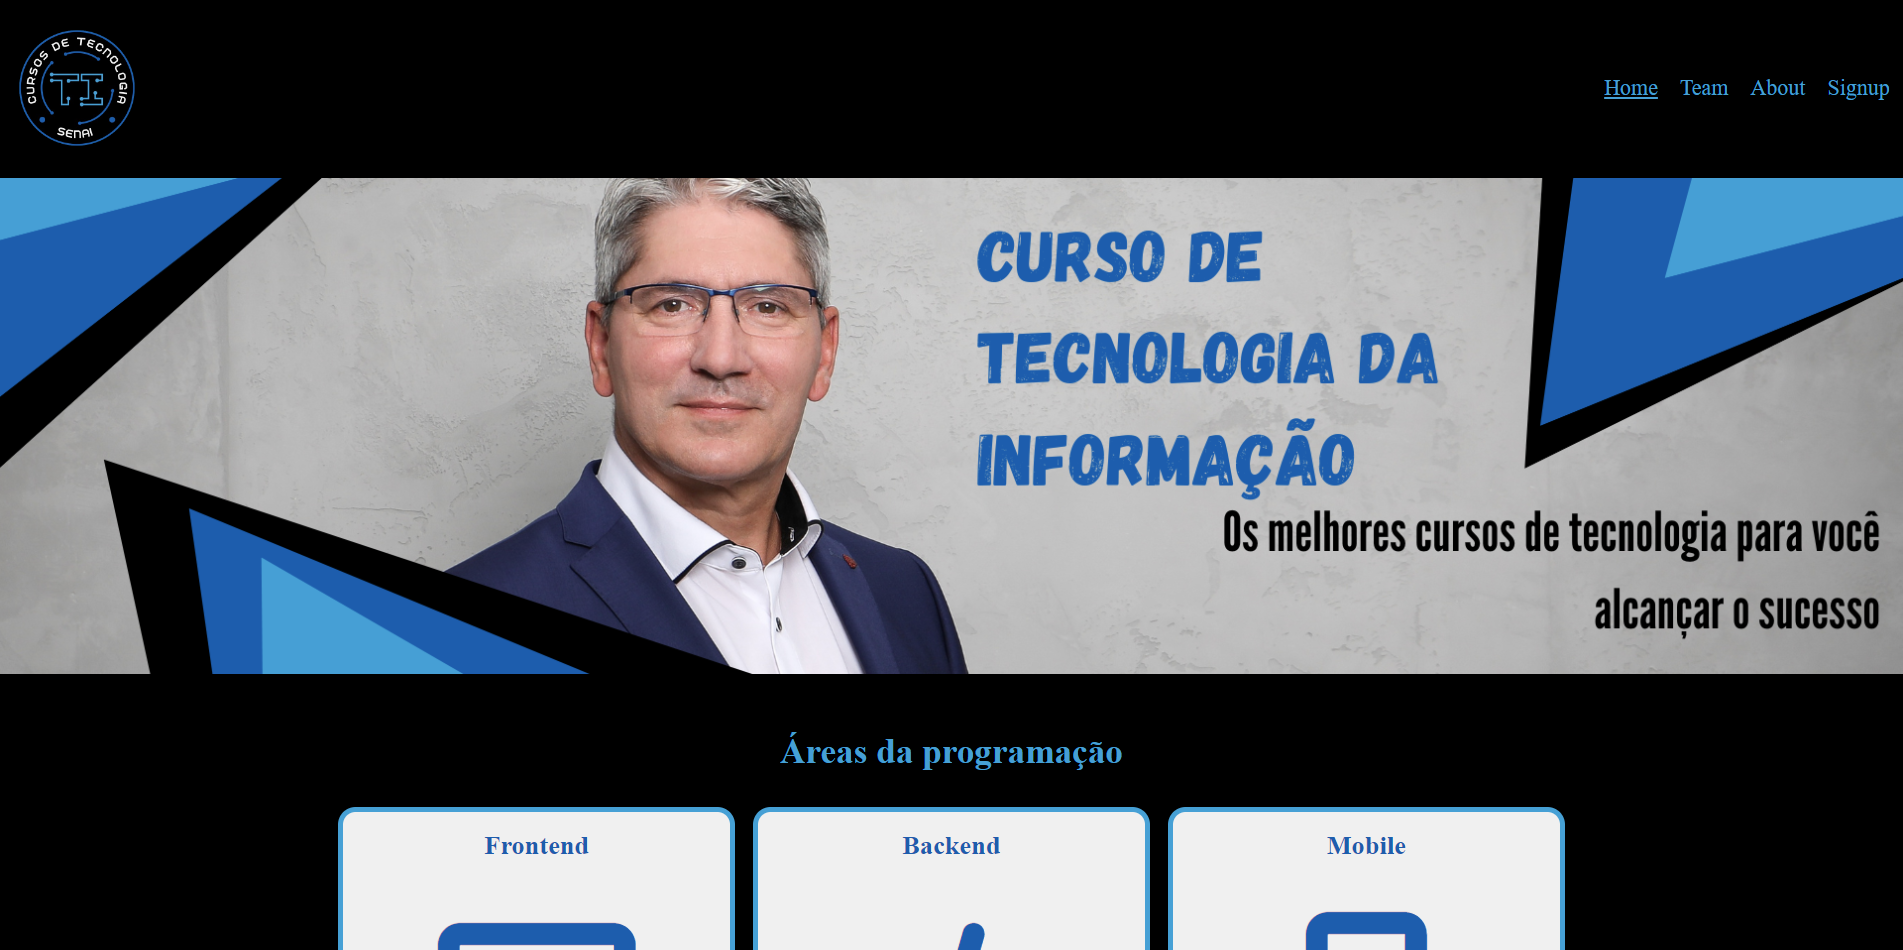 CURSOS DE TECNOLOGIA
TI
SENAI
Home Team About Signup
CURSO DE
TECNOLOGIA DA
INFORMAÇÃO
Os melhores cursos de tecnologia para você
alcançar o sucesso
Áreas da programação
Frontend Backend Mobile